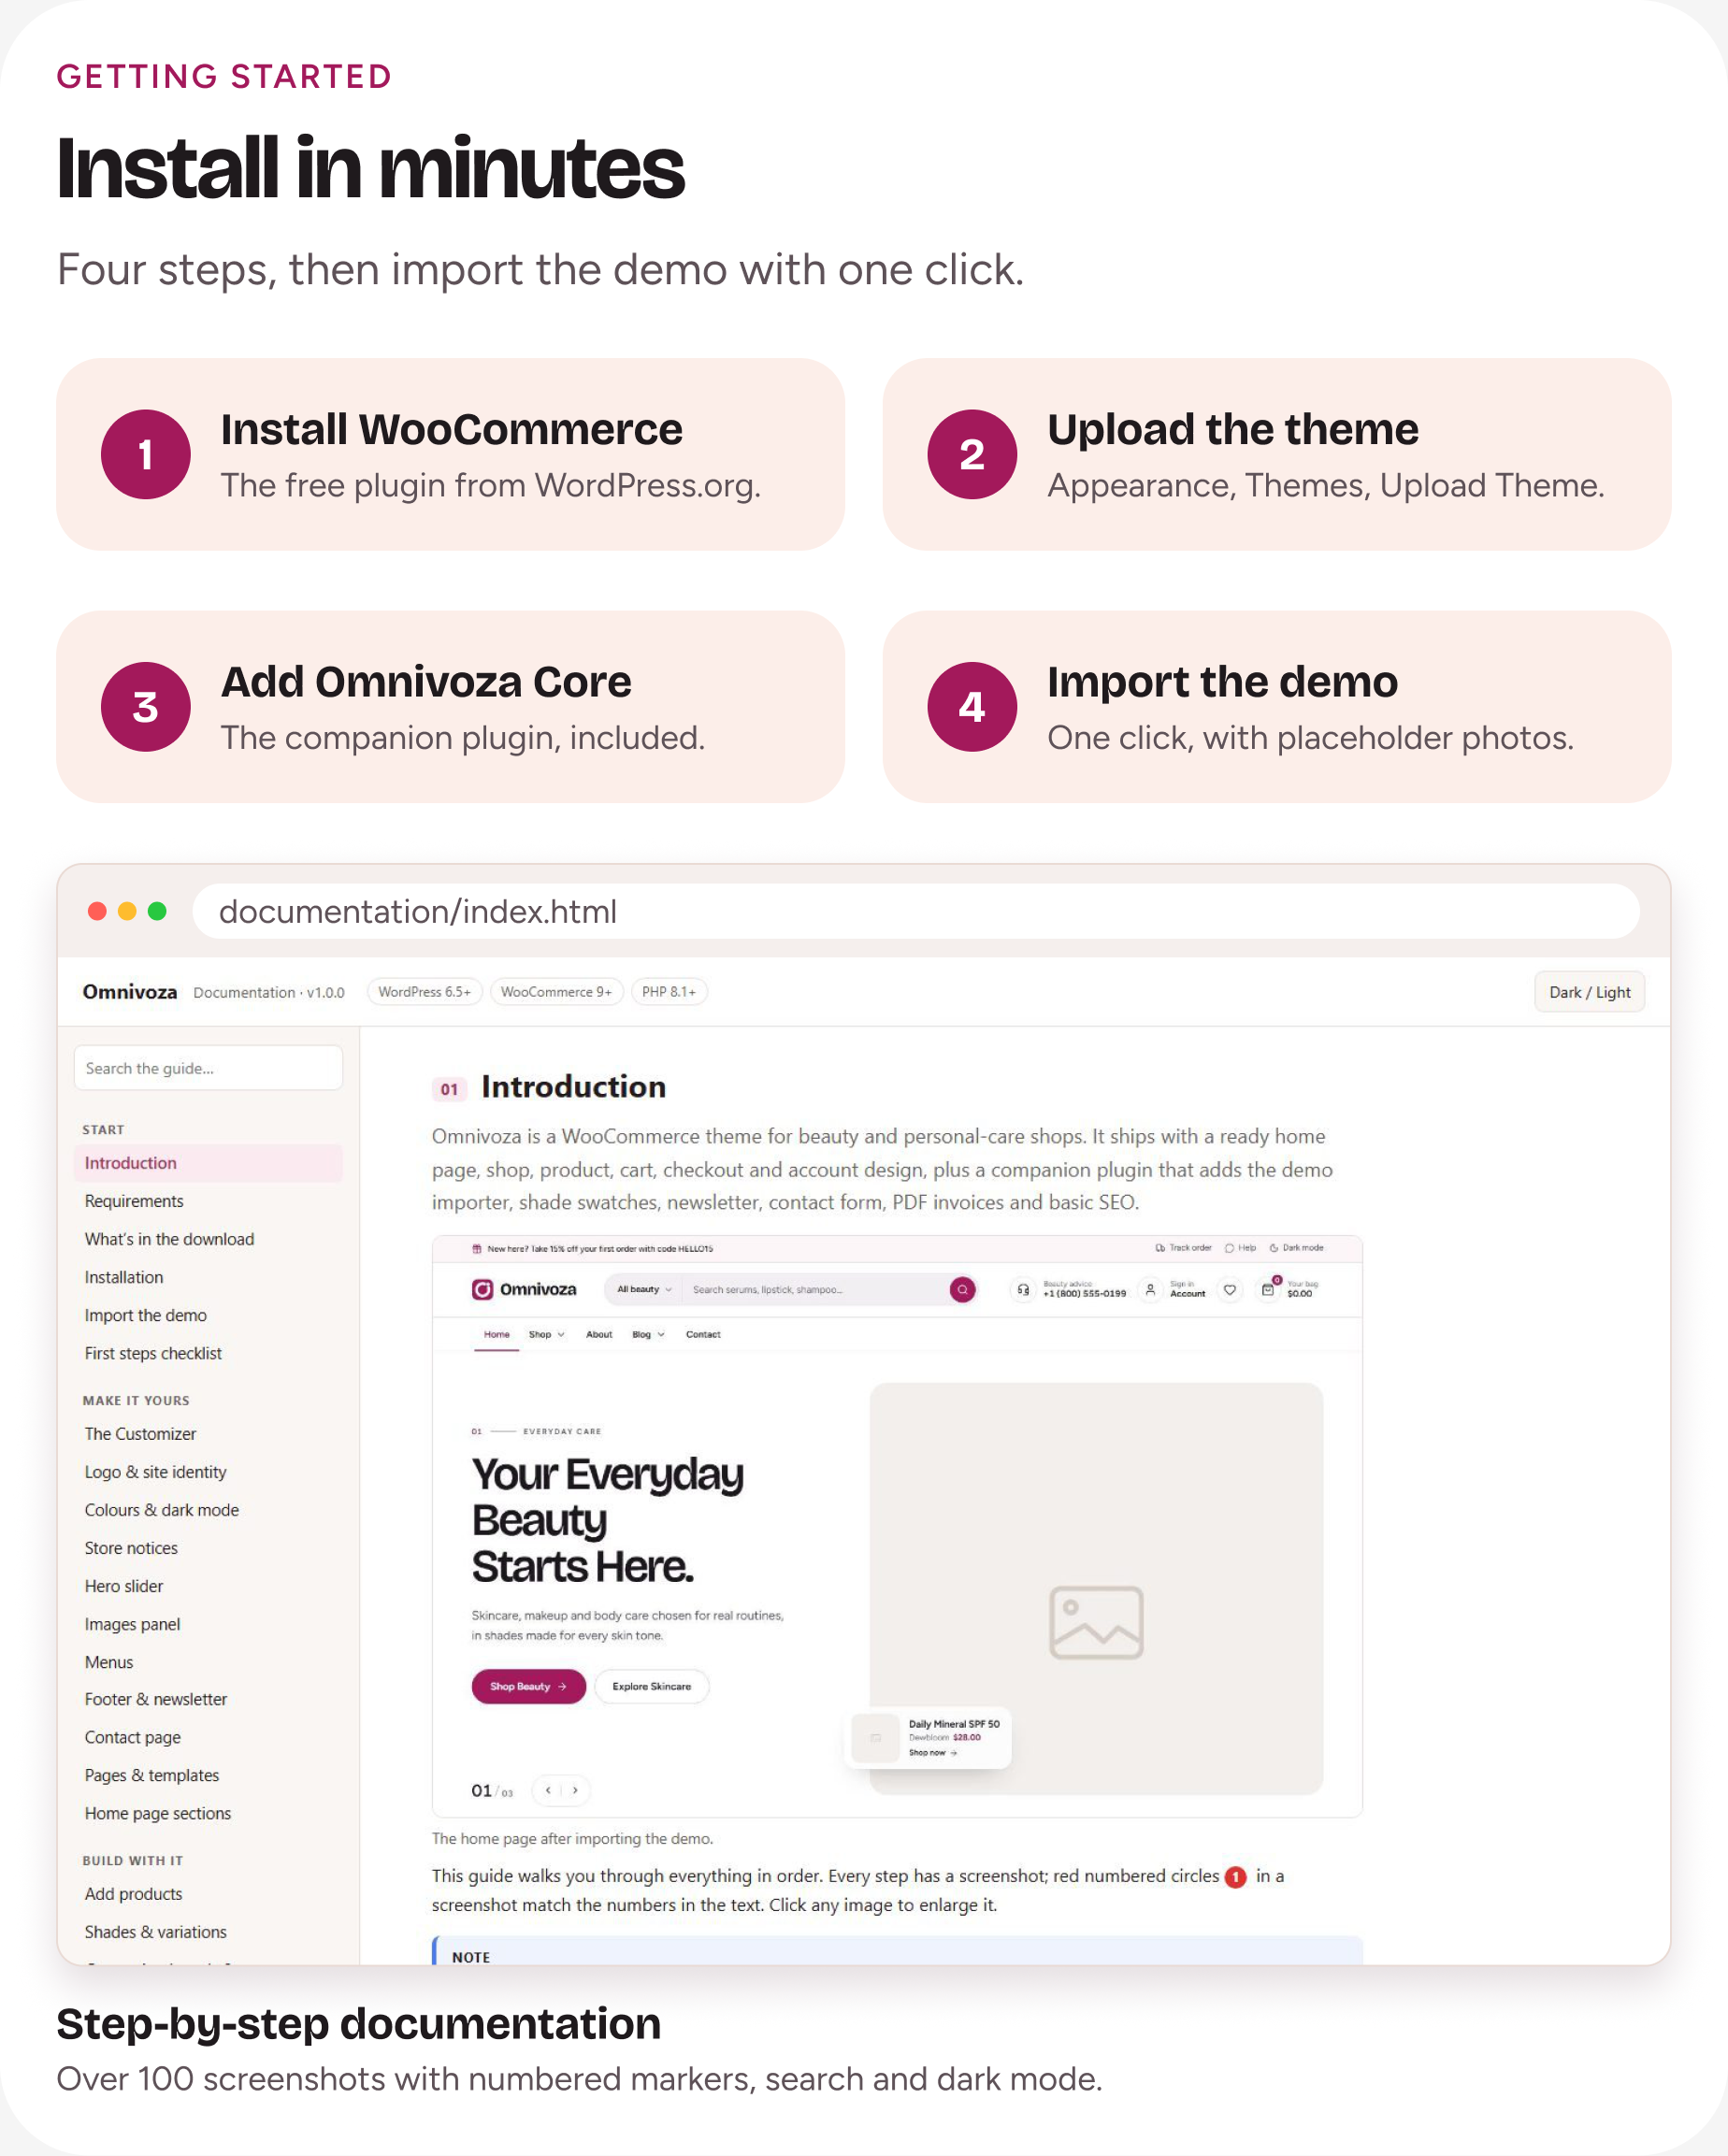 GETTING STARTED
Install in minutes
Four steps, then import the demo with one click.
1
Install WooCommerce
The free plugin from WordPress.org.
2
Upload the theme
Appearance, Themes, Upload Theme.
3
Add Omnivoza Core
The companion plugin, included.
4
Import the demo
One click, with placeholder photos.
documentation/index.html
Omnivoza Documentation · v1.0.0 WordPress 6.5+ WooCommerce 9+ PHP 8.1+ Dark / Light
Search the guide...
START
Introduction
Requirements
What's in the download
Installation
Import the demo
First steps checklist
MAKE IT YOURS
The Customizer
Logo & site identity
Colours & dark mode
Store notices
Hero slider
Images panel
Menus
Footer & newsletter
Contact page
Pages & templates
Home page sections
BUILD WITH IT
Add products
Shades & variations
01 Introduction
Omnivoza is a WooCommerce theme for beauty and personal-care shops. It ships with a ready home
page, shop, product, cart, checkout and account design, plus a companion plugin that adds the demo
importer, shade swatches, newsletter, contact form, PDF invoices and basic SEO.
New here? Take 15% off your first order with code HELLO15 Track order Help Dark mode
Omnivoza All beauty Search serums, lipstick, shampoo...
Beauty advice
+1 (800) 555-0199
Sign in
Account
0
Your bag
$0.00
Home Shop About Blog Contact
01 EVERYDAY CARE
Your Everyday
Beauty
Starts Here.
Skincare, makeup and body care chosen for real routines,
in shades made for every skin tone.
Shop Beauty → Explore Skincare
Daily Mineral SPF 50
Dewbloom $28.00
Shop now →
01 / 03 ‹ ›
The home page after importing the demo.
This guide walks you through everything in order. Every step has a screenshot; red numbered circles 1 in a
screenshot match the numbers in the text. Click any image to enlarge it.
NOTE
Step-by-step documentation
Over 100 screenshots with numbered markers, search and dark mode.